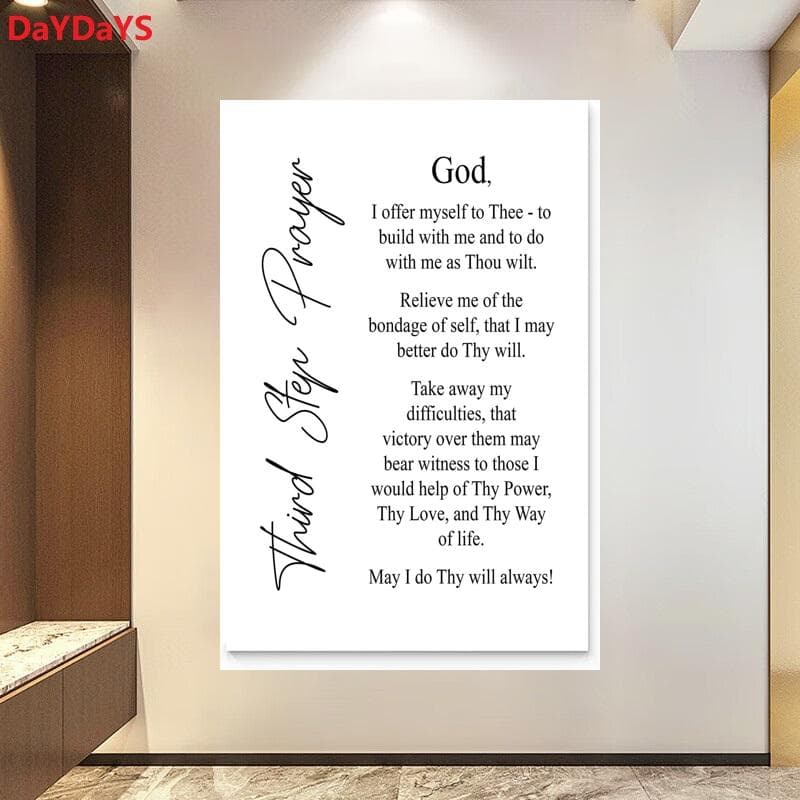 DaYDaYS
Third Step Prayer
God,
I offer myself to Thee - to
build with me and to do
with me as Thou wilt.
Relieve me of the
bondage of self, that I may
better do Thy will.
Take away my
difficulties, that
victory over them may
bear witness to those I
would help of Thy Power,
Thy Love, and Thy Way
of life.
May I do Thy will always!